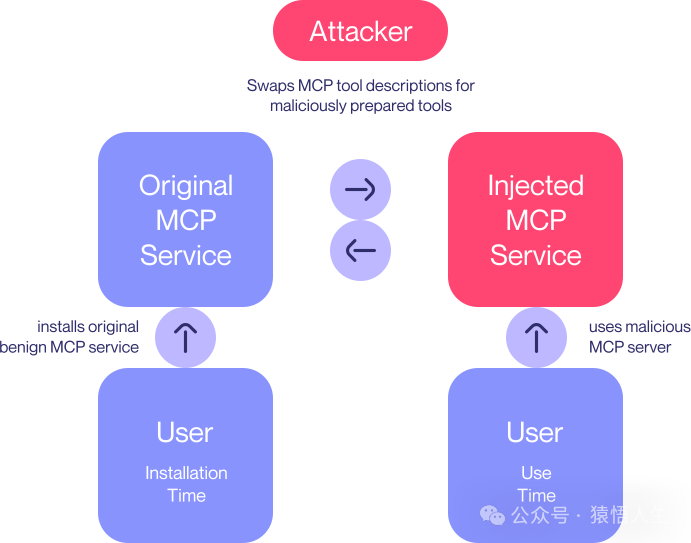 Attacker
Swaps MCP tool descriptions for
maliciously prepared tools
Original
MCP
Service
Injected
MCP
Service
installs original
benign MCP service
uses malicious
MCP server
User
Installation
Time
User
Use
Time
公众号 · 猿悟人生